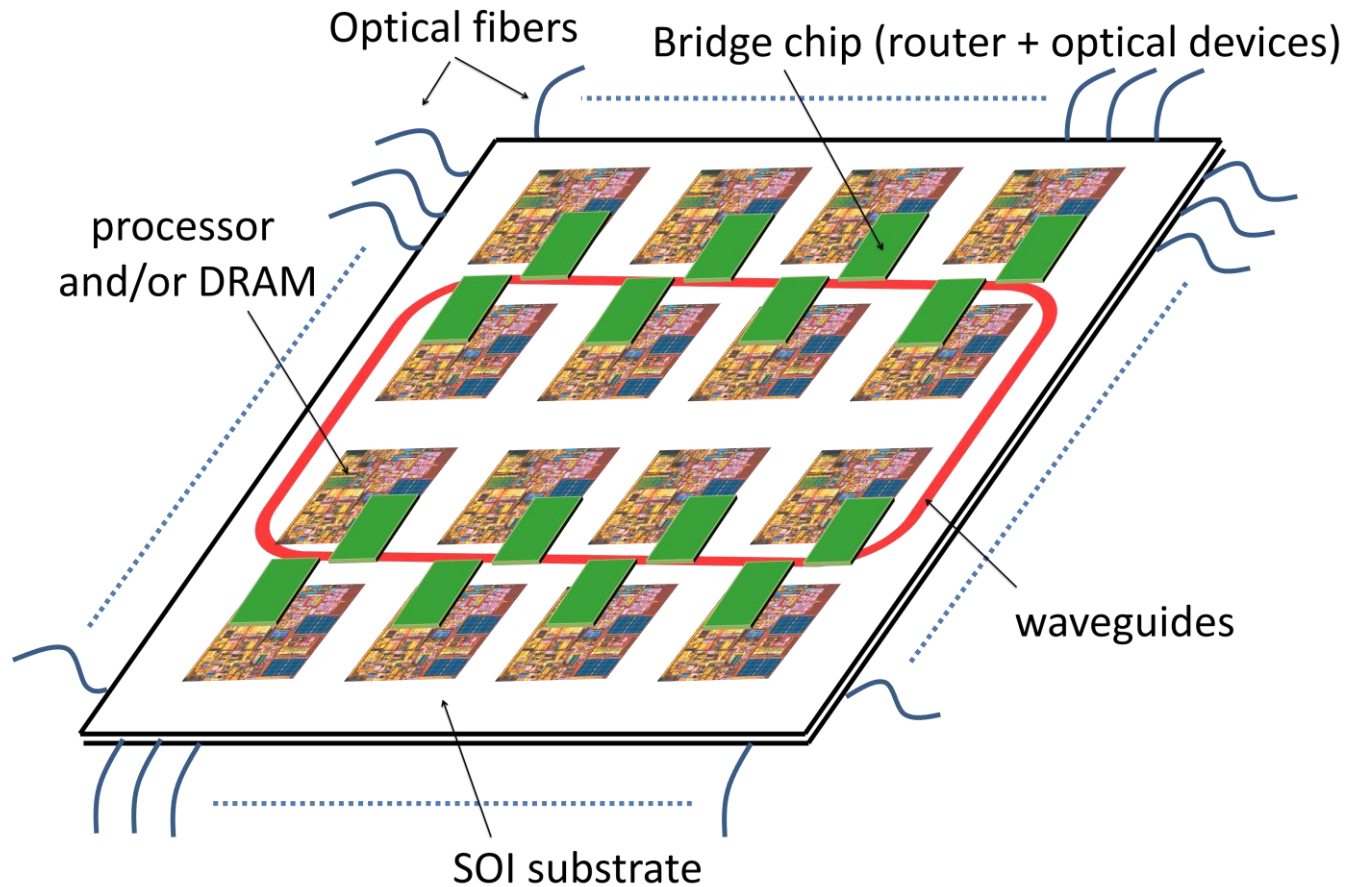 Optical fibers
Bridge chip (router + optical devices)
processor
and/or DRAM
waveguides
SOI substrate